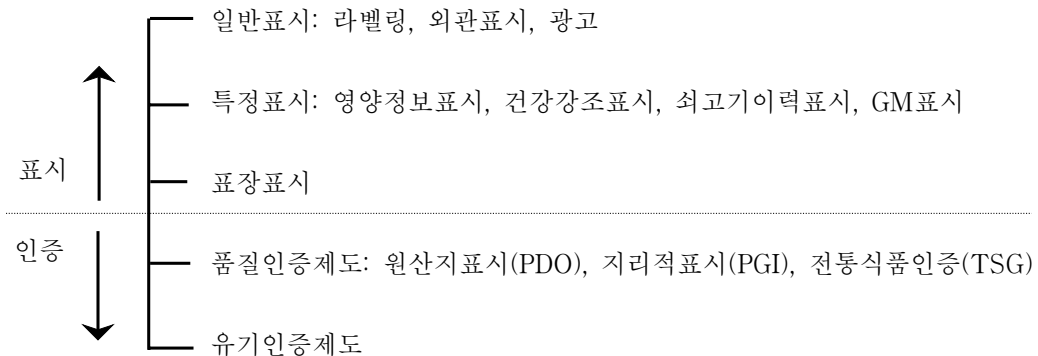 일반표시: 라벨링, 외관표시, 광고
특정표시: 영양정보표시, 건강강조표시, 쇠고기이력표시, GM표시
표시
표장표시
인증
품질인증제도: 원산지표시(PDO), 지리적표시(PGI), 전통식품인증(TSG)
유기인증제도